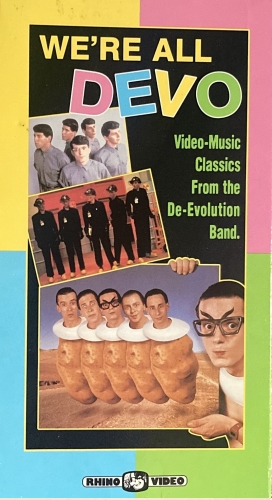 WE'RE ALL
DEVO
Video-Music
Classics
From the
De-Evolution
Band.
RHINO VIDEO